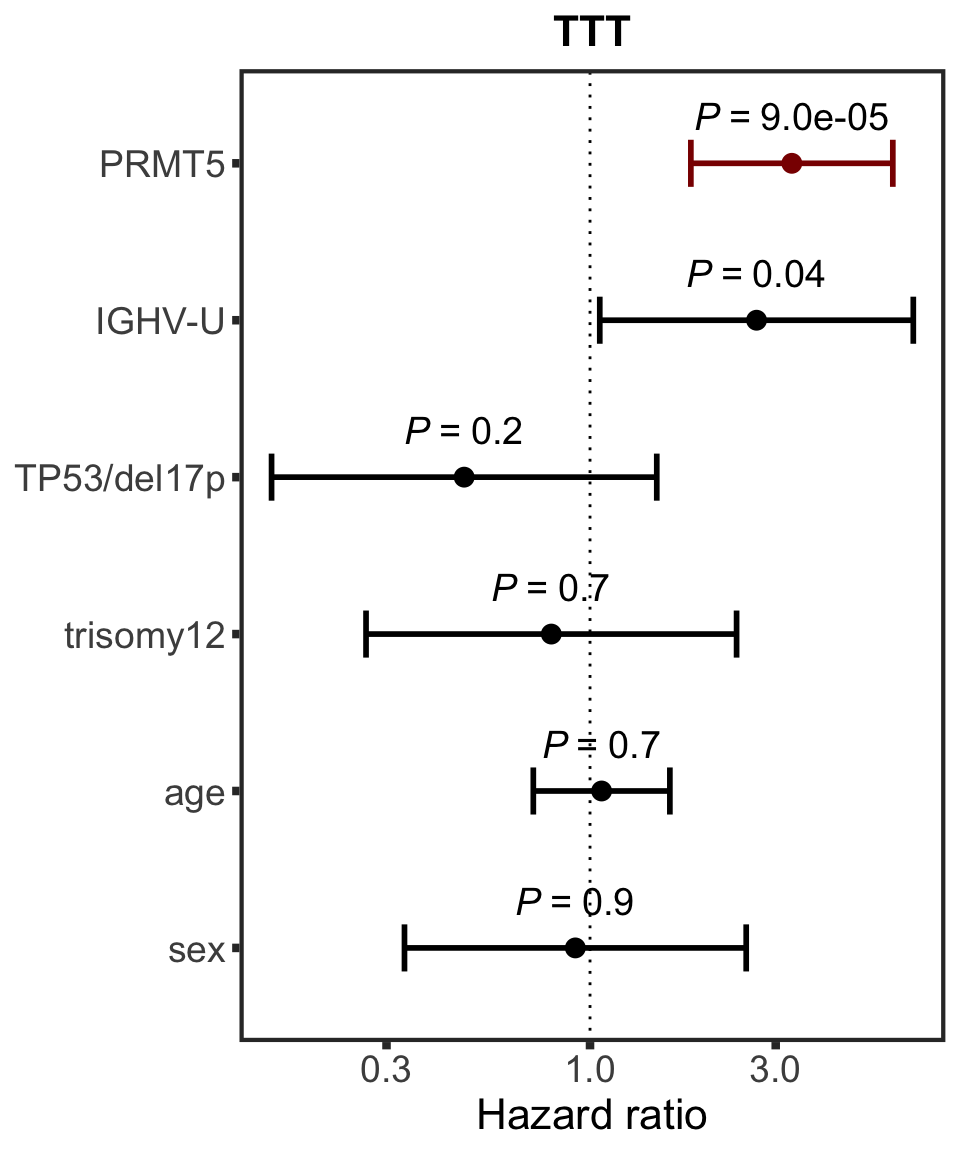 TTT
P = 9.0e-05
PRMT5
P = 0.04
IGHV-U
P = 0.2
TP53/del17p
P = 0.7
trisomy12
P = 0.7
age
P = 0.9
sex
0.3 1.0 3.0
Hazard ratio